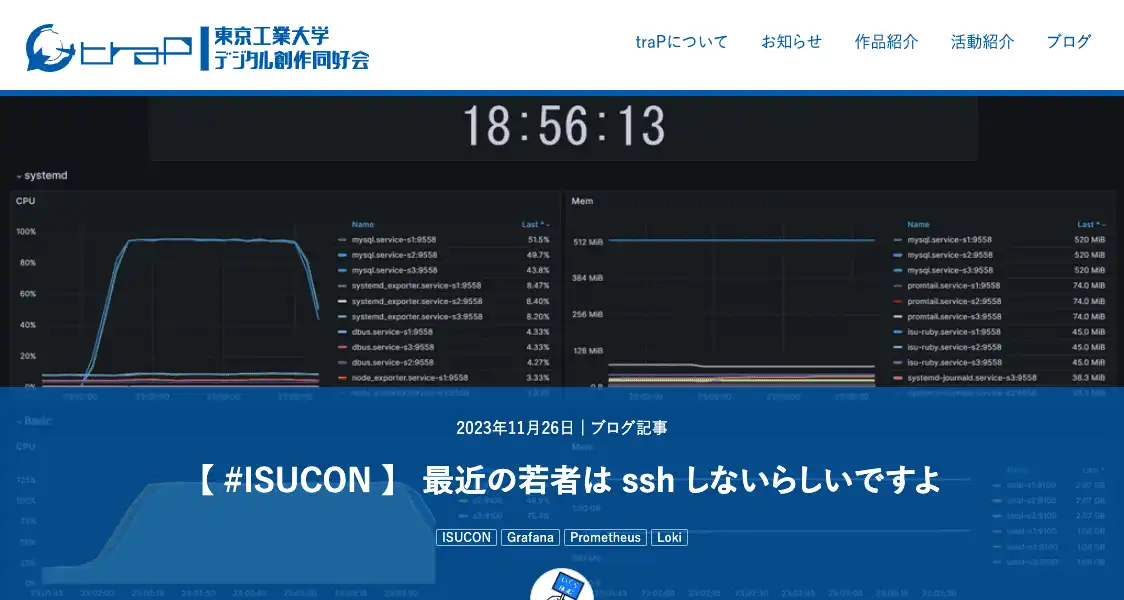 traP
東京工業大学
デジタル創作同好会
traPについて
お知らせ
作品紹介
活動紹介
ブログ
18:56:13
systemd
CPU
100%
80%
60%
40%
20%
0%
Name Last *
mysql.service-s1:9558 51.5%
mysql.service-s2:9558 49.7%
mysql.service-s3:9558 43.8%
systemd_exporter.service-s1:9558 8.47%
systemd_exporter.service-s2:9558 8.40%
systemd_exporter.service-s3:9558 8.20%
dbus.service-s1:9558 4.33%
dbus.service-s3:9558 4.33%
dbus.service-s2:9558 4.27%
node_exporter.service-s1:9558 3.33%
Mem
512 MiB
384 MiB
256 MiB
128 MiB
0 B
Name Last *
mysql.service-s1:9558 520 MiB
mysql.service-s2:9558 520 MiB
mysql.service-s3:9558 520 MiB
promtail.service-s1:9558 74.0 MiB
promtail.service-s2:9558 74.0 MiB
promtail.service-s3:9558 74.0 MiB
isu-ruby.service-s1:9558 45.0 MiB
isu-ruby.service-s2:9558 45.0 MiB
isu-ruby.service-s3:9558 45.0 MiB
systemd-journald.service-s3:9558 38.3 MiB
Basic
CPU
Mem
2023年11月26日 | ブログ記事
【 #ISUCON 】 最近の若者は ssh しないらしいですよ
ISUCON
Grafana
Prometheus
Loki